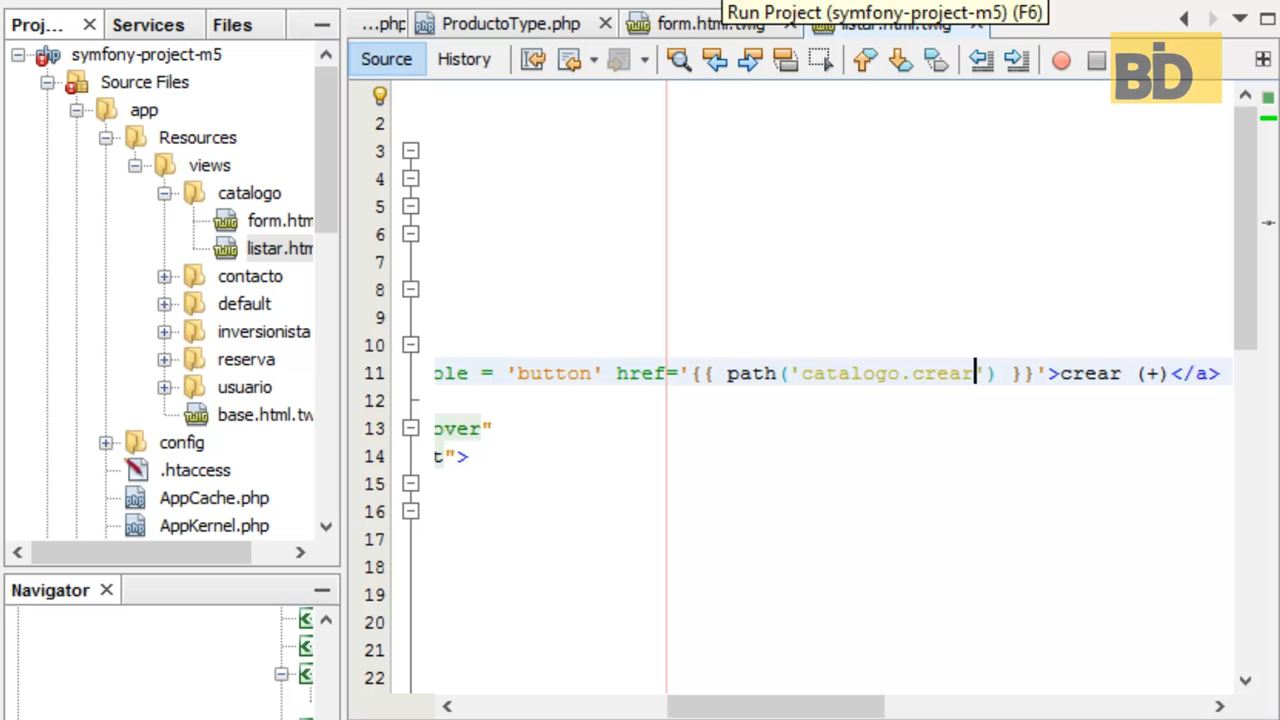 Run Project (symfony-project-m5) (F6)
Proj...
Services
Files
...php
ProductoType.php
form.html.twig
listar.html.twig
Source
History
BD
symfony-project-m5
Source Files
app
Resources
views
catalogo
form.htm
listar.htm
contacto
default
inversionista
reserva
usuario
base.html.tw
config
.htaccess
AppCache.php
AppKernel.php
Navigator
2
3
4
5
6
7
8
9
10
11 ole = 'button' href='{{ path('catalogo.crear') }}'>crear (+)</a>
12
13 over"
14 t">
15
16
17
18
19
20
21
22